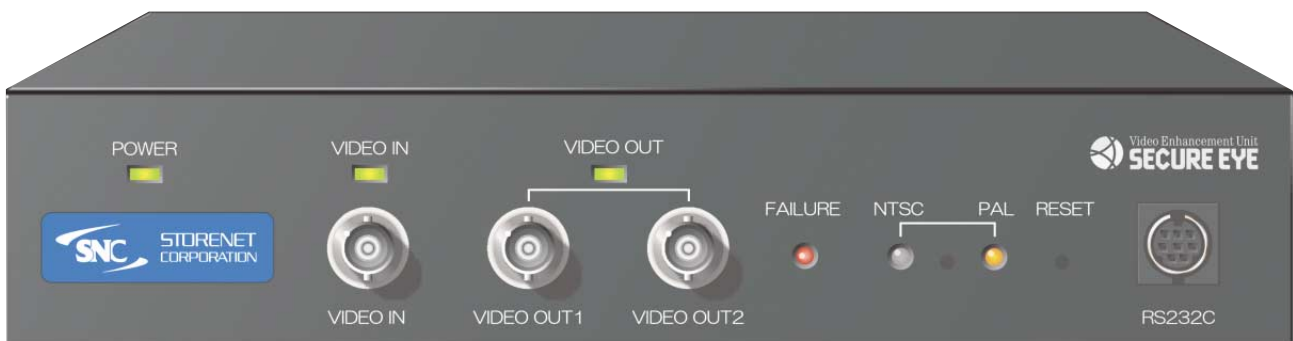 POWER
VIDEO IN
VIDEO OUT
Video Enhancement Unit
SECURE EYE
FAILURE
NTSC
PAL
RESET
SNC
STORENET
CORPORATION
VIDEO IN
VIDEO OUT1
VIDEO OUT2
RS232C